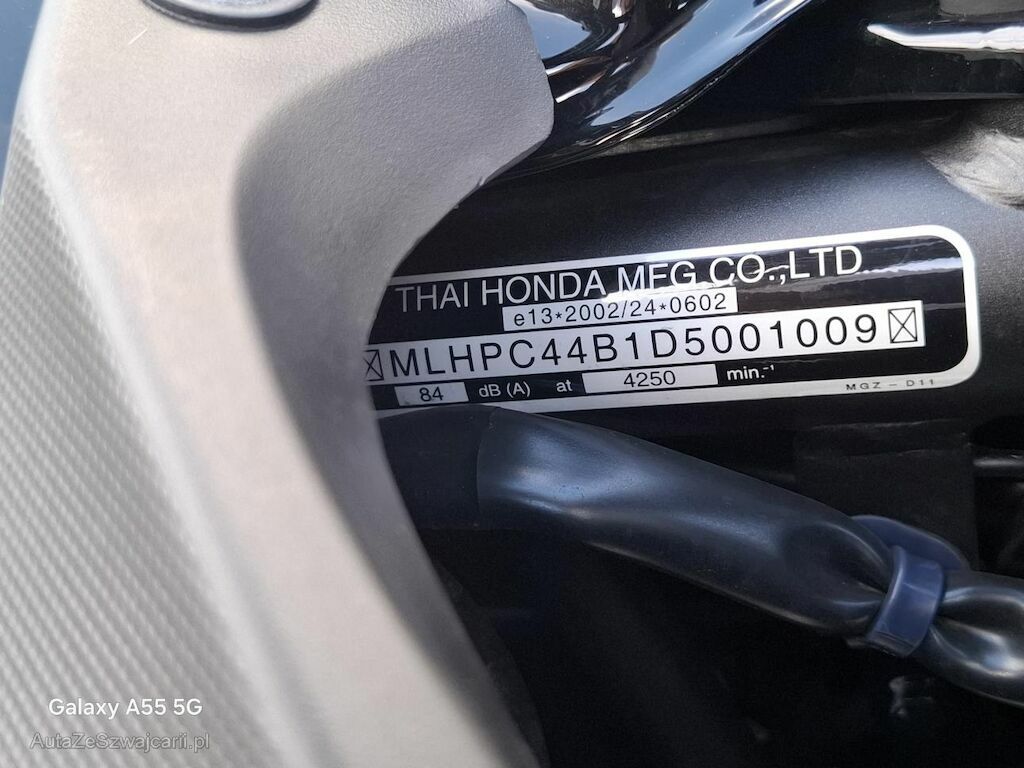 THAI HONDA MFG.CO.,LTD
e13*2002/24*0602
MLHPC44B1D5001009
84 dB (A) at 4250 min.⁻¹
MGZ - D11
Galaxy A55 5G
AutaZeSzwajcarii.pl